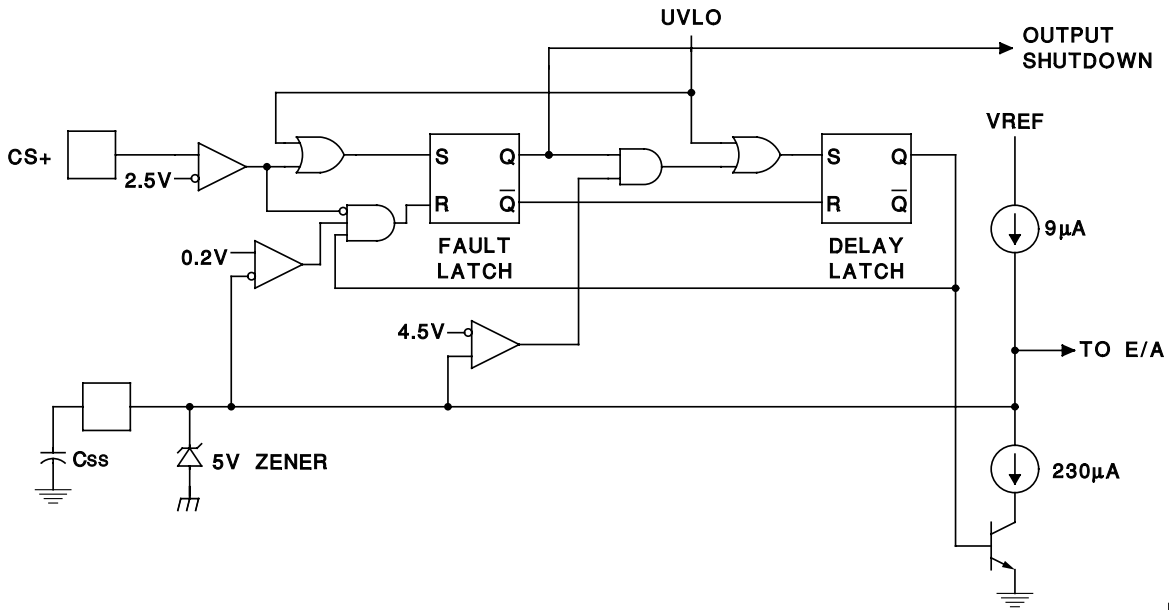 UVLO
OUTPUT
SHUTDOWN
VREF
CS+
2.5V
S
Q
R
Q̅
S
Q
R
Q̅
9µA
0.2V
FAULT
LATCH
DELAY
LATCH
4.5V
TO E/A
Css
5V ZENER
230µA